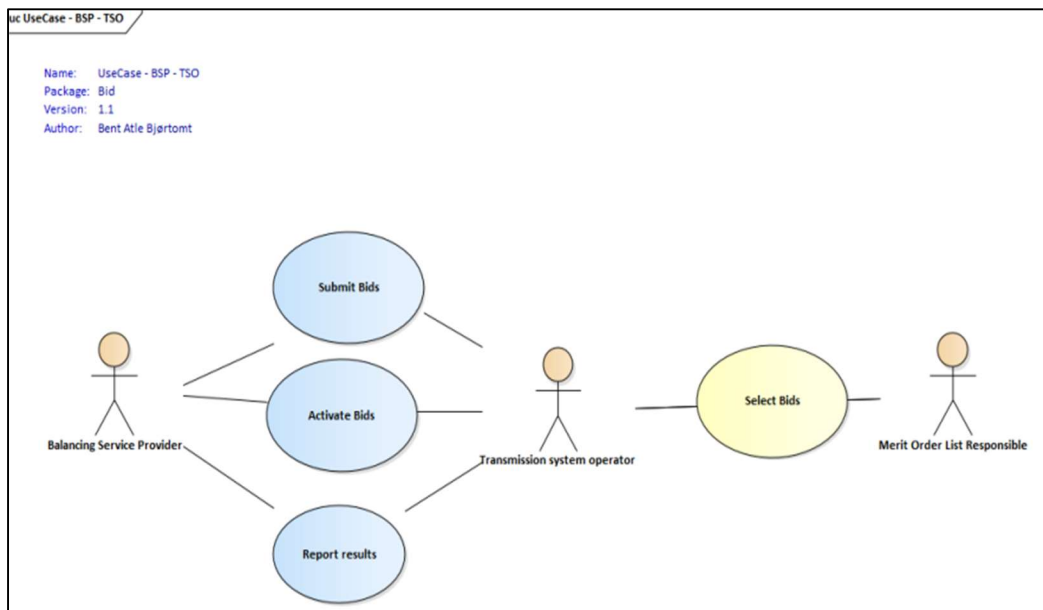 uc UseCase - BSP - TSO
Name: UseCase - BSP - TSO
Package: Bid
Version: 1.1
Author: Bent Atle Bjørtomt
Submit Bids
Activate Bids
Select Bids
Balancing Service Provider
Transmission system operator
Merit Order List Responsible
Report results